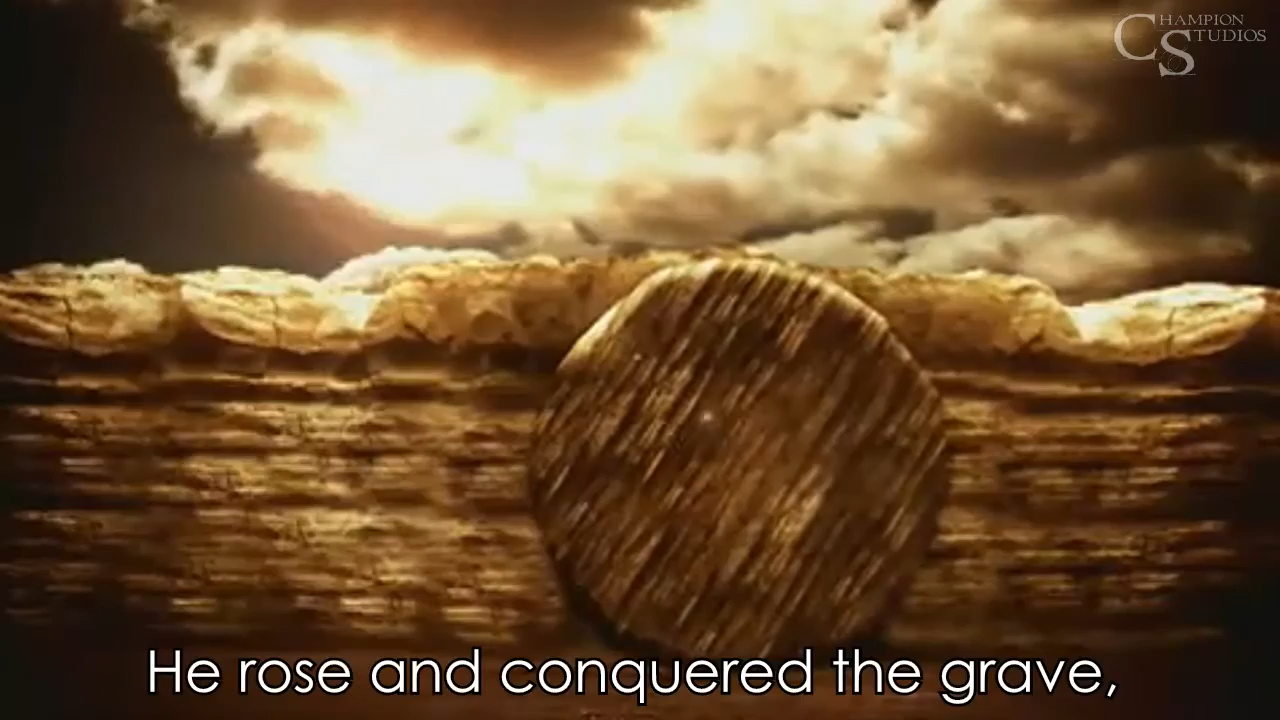 CHAMPION
STUDIOS
He rose and conquered the grave,